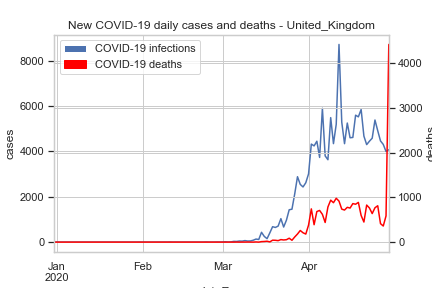 New COVID-19 daily cases and deaths - United_Kingdom
COVID-19 infections
COVID-19 deaths
8000
6000
4000
2000
0
cases
4000
3000
2000
1000
0
deaths
Jan
2020
Feb
Mar
Apr